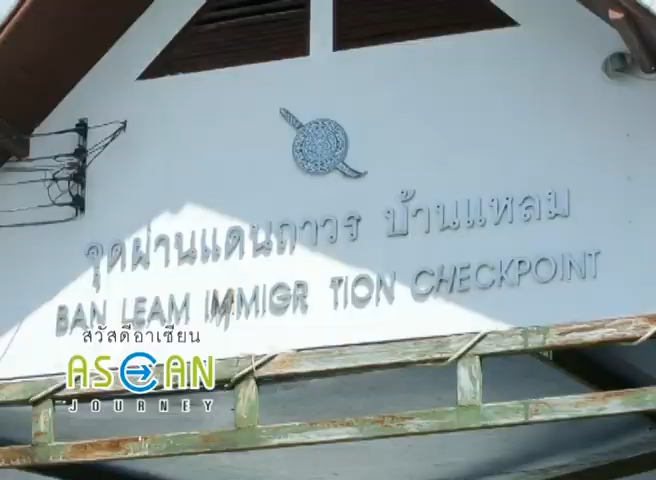 จุดผ่านแดนถาวร บ้านแหลม
BAN LEAM IMMIGR TION CHECKPOINT
สวัสดีอาเซียน
ASEAN
JOURNEY